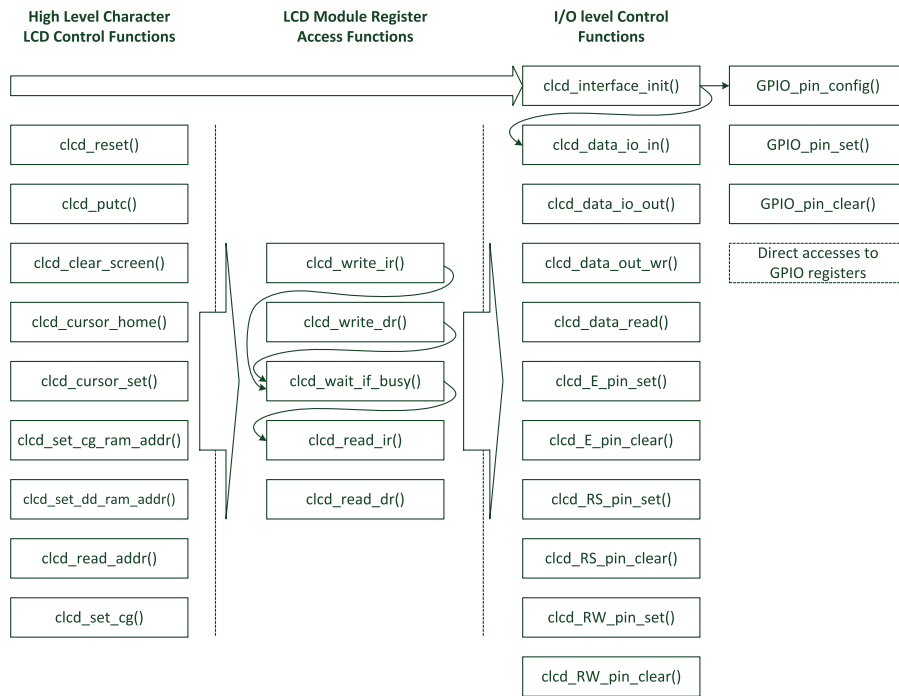 High Level Character
LCD Control Functions
LCD Module Register
Access Functions
I/O level Control
Functions
clcd_interface_init()
GPIO_pin_config()
clcd_reset()
clcd_data_io_in()
GPIO_pin_set()
clcd_putc()
clcd_data_io_out()
GPIO_pin_clear()
clcd_clear_screen()
clcd_write_ir()
clcd_data_out_wr()
Direct accesses to
GPIO registers
clcd_cursor_home()
clcd_write_dr()
clcd_data_read()
clcd_cursor_set()
clcd_wait_if_busy()
clcd_E_pin_set()
clcd_set_cg_ram_addr()
clcd_read_ir()
clcd_E_pin_clear()
clcd_set_dd_ram_addr()
clcd_read_dr()
clcd_RS_pin_set()
clcd_read_addr()
clcd_RS_pin_clear()
clcd_set_cg()
clcd_RW_pin_set()
clcd_RW_pin_clear()